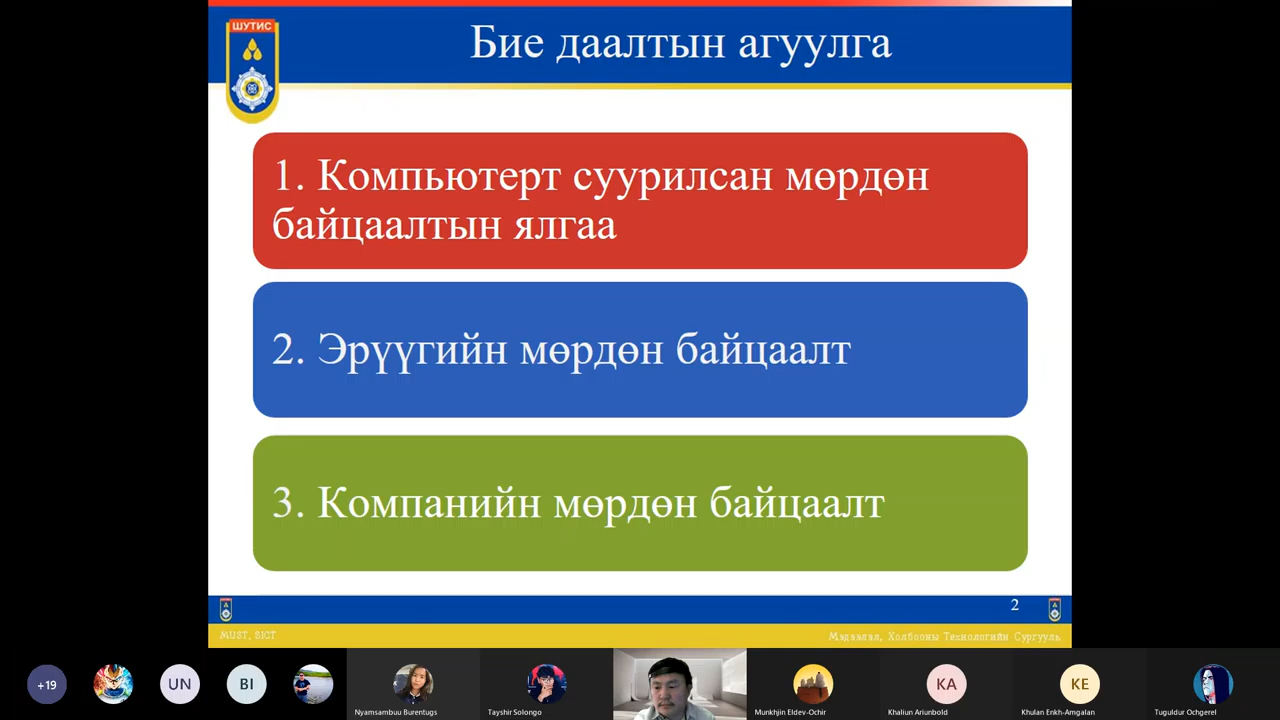 ШУТИС
Бие даалтын агуулга
1. Компьютерт суурилсан мөрдөн
байцаалтын ялгаа
2. Эрүүгийн мөрдөн байцаалт
3. Компанийн мөрдөн байцаалт
2
MUST, SICT
Мэдээлэл, Холбооны Технологийн Сургууль
+19
UN
BI
KA
KE
Nyamsambuu Burentugs
Tayshir Solongo
Munkhjin Eldev-Ochir
Khaliun Ariunbold
Khulan Enkh-Amgalan
Tuguldur Ochgerel